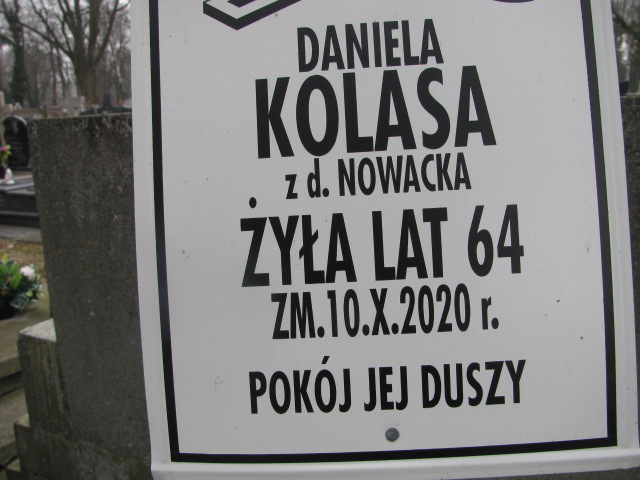 DANIELA
KOLASA
z d. NOWACKA
ŻYŁA LAT 64
ZM.10.X.2020 r.
POKÓJ JEJ DUSZY